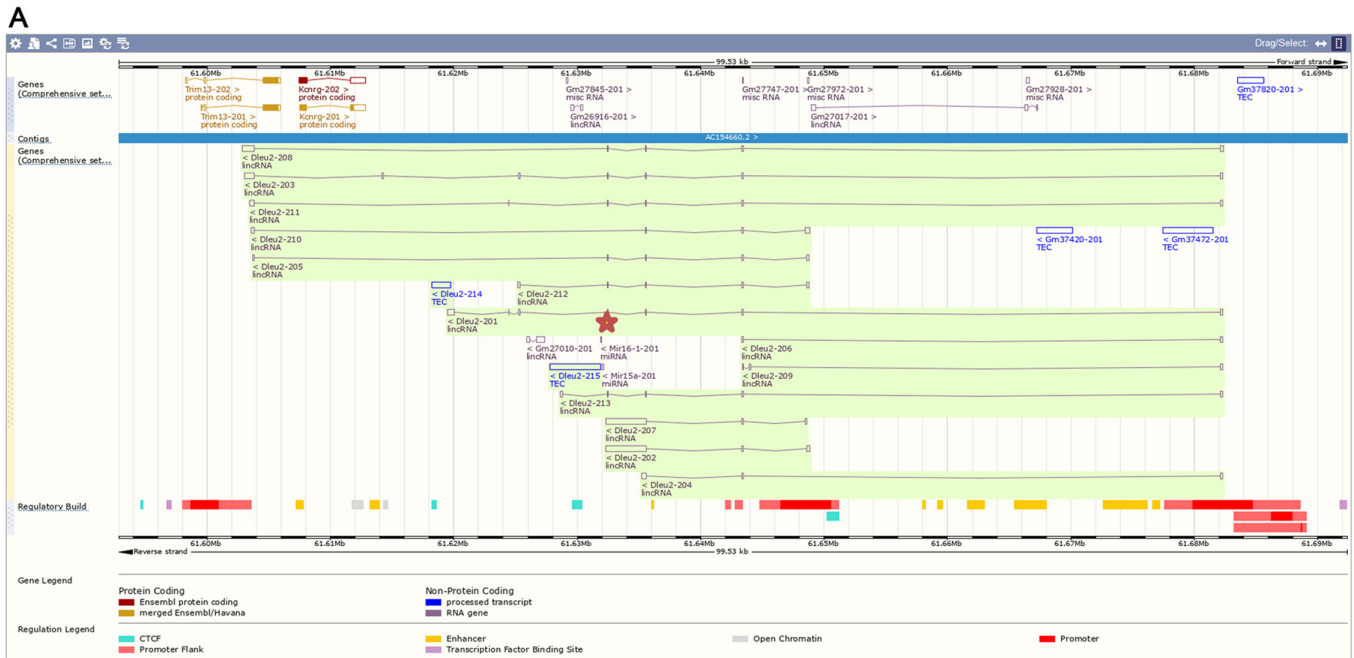 A
Drag/Select:
99.53 kb Forward strand
61.60Mb 61.61Mb 61.62Mb 61.63Mb 61.64Mb 61.65Mb 61.66Mb 61.67Mb 61.68Mb 61.69Mb
Genes
(Comprehensive set...
Trim13-202 >
protein coding
Kcnrg-202 >
protein coding
Gm27845-201 >
misc RNA
Gm27747-201 >
misc RNA
Gm27972-201 >
misc RNA
Gm27928-201 >
misc RNA
Gm37820-201 >
TEC
Trim13-201 >
protein coding
Kcnrg-201 >
protein coding
Gm26916-201 >
lincRNA
Gm27017-201 >
lincRNA
Contigs
AC154660.2 >
Genes
(Comprehensive set...
< Dleu2-208
lincRNA
< Dleu2-203
lincRNA
< Dleu2-211
lincRNA
< Dleu2-210
lincRNA
< Gm37420-201
TEC
< Gm37472-201
TEC
< Dleu2-205
lincRNA
< Dleu2-214
TEC
< Dleu2-212
lincRNA
< Dleu2-201
lincRNA
< Gm27010-201
lincRNA
< Mir16-1-201
miRNA
< Dleu2-206
lincRNA
< Dleu2-215
TEC
< Mir15a-201
miRNA
< Dleu2-209
lincRNA
< Dleu2-213
lincRNA
< Dleu2-207
lincRNA
< Dleu2-202
lincRNA
< Dleu2-204
lincRNA
Regulatory Build
61.60Mb 61.61Mb 61.62Mb 61.63Mb 61.64Mb 61.65Mb 61.66Mb 61.67Mb 61.68Mb 61.69Mb
Reverse strand 99.53 kb
Gene Legend
Protein Coding
Ensembl protein coding
merged Ensembl/Havana
Non-Protein Coding
processed transcript
RNA gene
Regulation Legend
CTCF
Promoter Flank
Enhancer
Transcription Factor Binding Site
Open Chromatin
Promoter